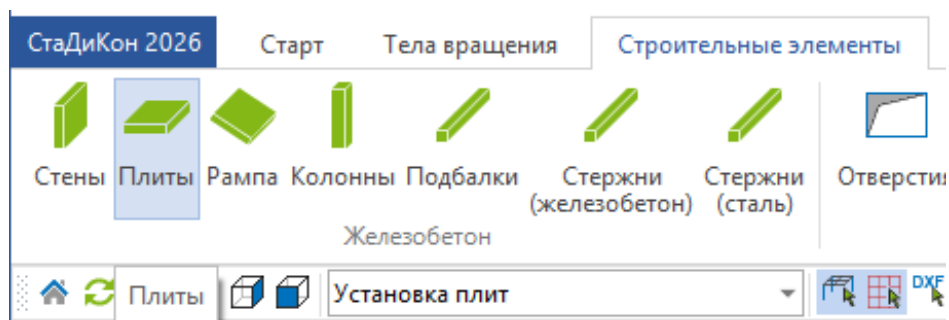 СтаДиКон 2026 Старт Тела вращения Строительные элементы
Стены Плиты Рампа Колонны Подбалки Стержни (железобетон) Стержни (сталь) Отверстия
Железобетон
Плиты Установка плит DXF